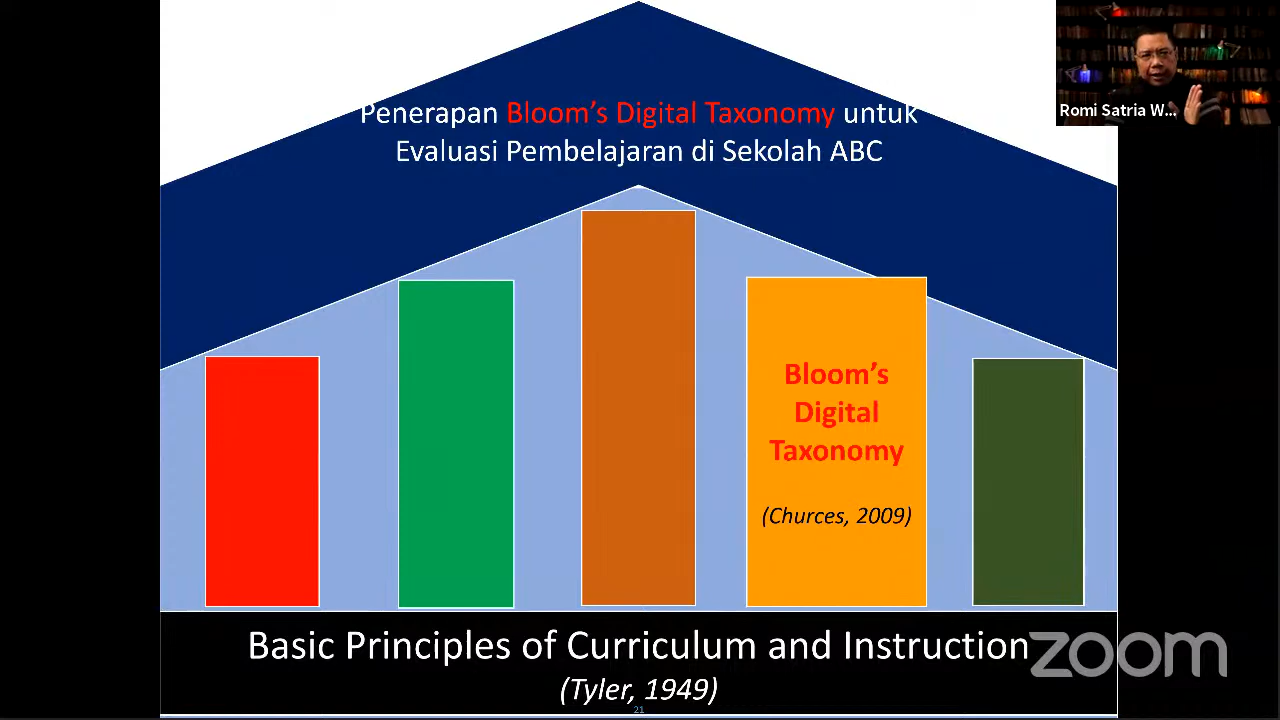 Penerapan Bloom's Digital Taxonomy untuk
Evaluasi Pembelajaran di Sekolah ABC
Romi Satria W...
Bloom's
Digital
Taxonomy
(Churces, 2009)
Basic Principles of Curriculum and Instruction
(Tyler, 1949)
21
zoom